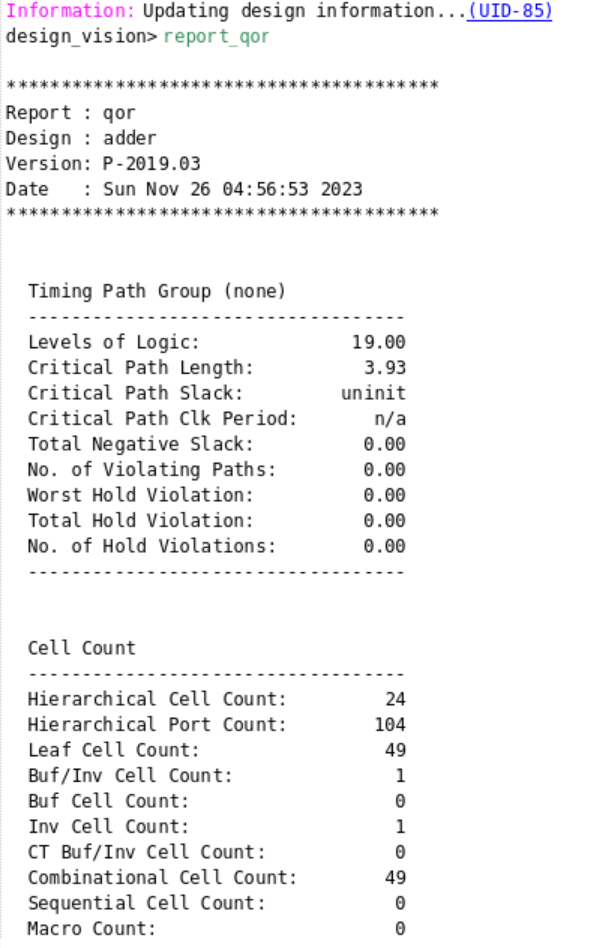 Information: Updating design information...(UID-85)
design_vision> report_qor
****************************************
Report : qor
Design : adder
Version: P-2019.03
Date   : Sun Nov 26 04:56:53 2023
****************************************
Timing Path Group (none)
-----------------------------------
Levels of Logic:              19.00
Critical Path Length:          3.93
Critical Path Slack:         uninit
Critical Path Clk Period:       n/a
Total Negative Slack:          0.00
No. of Violating Paths:        0.00
Worst Hold Violation:          0.00
Total Hold Violation:          0.00
No. of Hold Violations:        0.00
-----------------------------------
Cell Count
-----------------------------------
Hierarchical Cell Count:         24
Hierarchical Port Count:        104
Leaf Cell Count:                 49
Buf/Inv Cell Count:               1
Buf Cell Count:                   0
Inv Cell Count:                   1
CT Buf/Inv Cell Count:            0
Combinational Cell Count:        49
Sequential Cell Count:            0
Macro Count:                      0